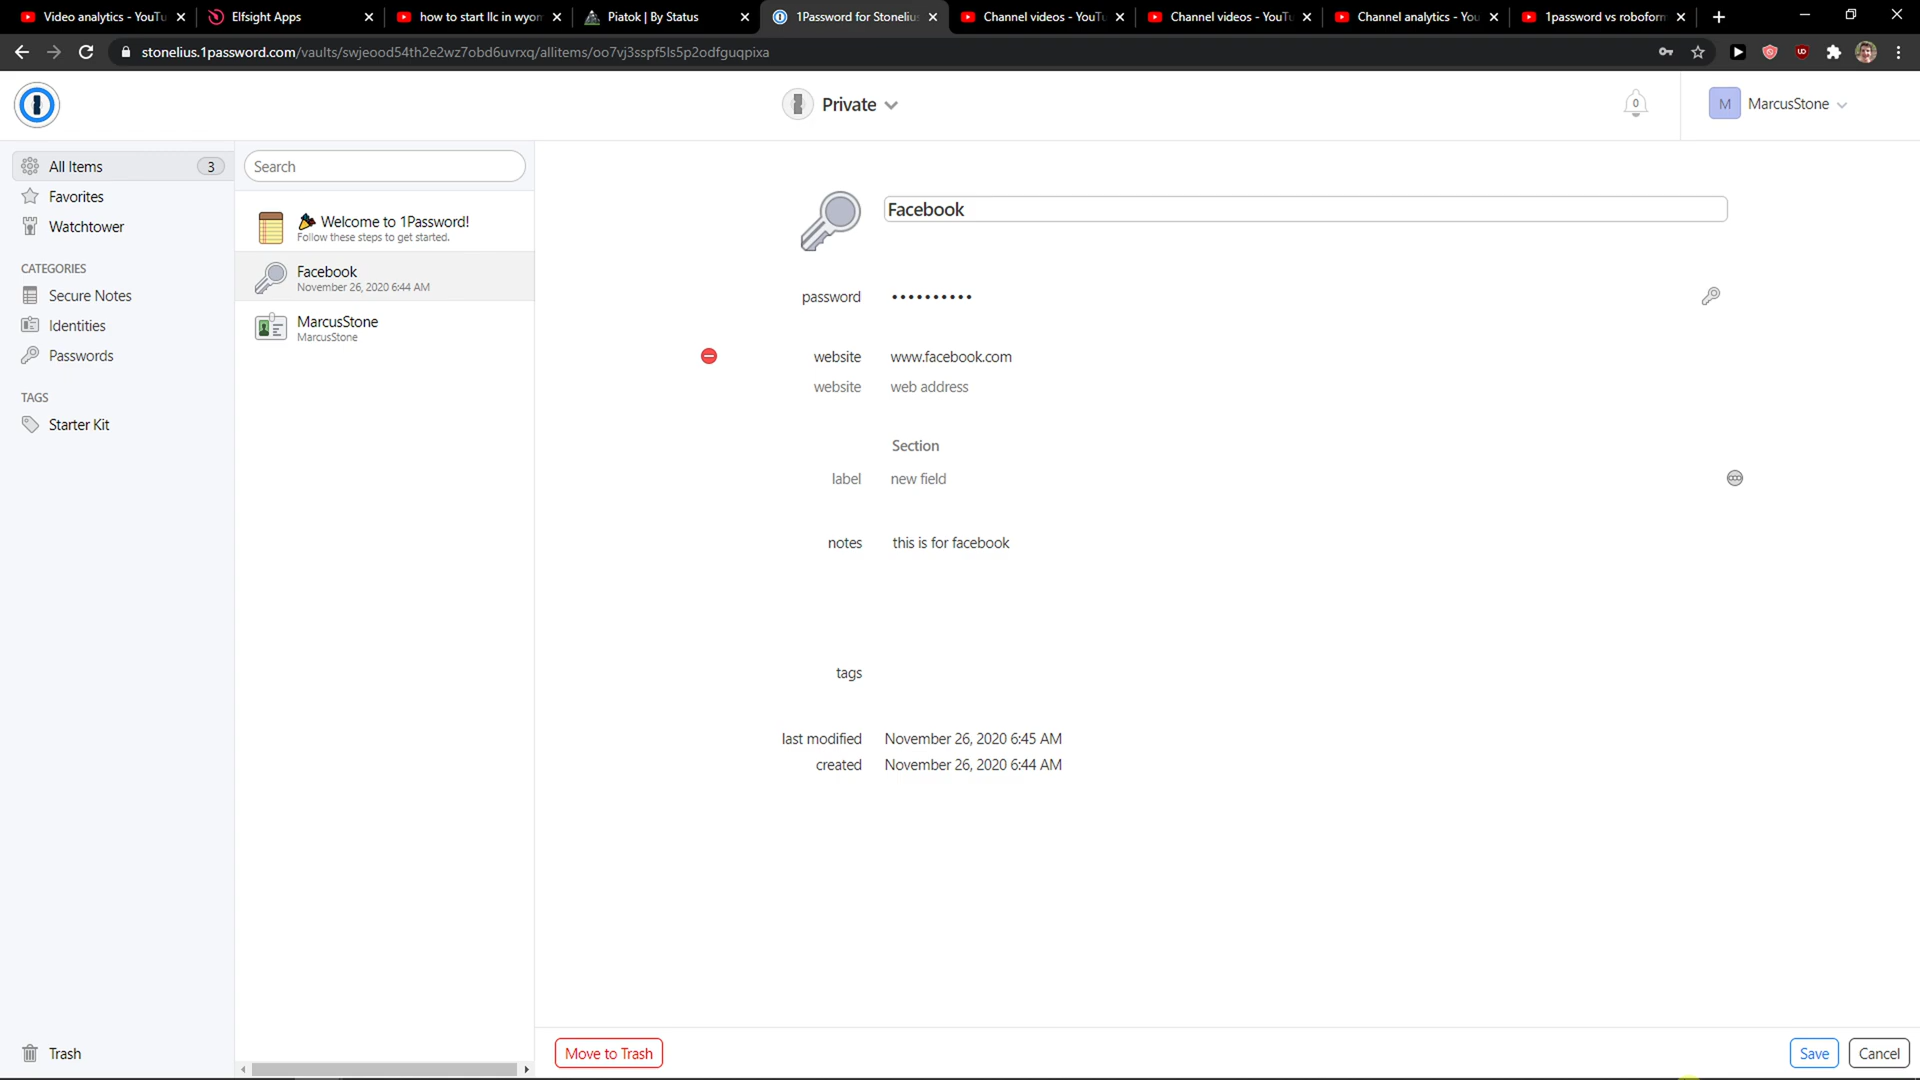 Video analytics - YouTu
Elfsight Apps
how to start llc in wyom
Piatok | By Status
1Password for Stoneliu
Channel videos - YouTu
Channel videos - YouTu
Channel analytics - You
1password vs roboform
stonelius.1password.com/vaults/swjeood54th2e2wz7obd6uvrxq/allitems/oo7vj3sspf5ls5p2odfguqpixa
Private
0
M
MarcusStone
All Items
3
Favorites
Watchtower
CATEGORIES
Secure Notes
Identities
Passwords
TAGS
Starter Kit
Trash
Search
Welcome to 1Password!
Follow these steps to get started.
Facebook
November 26, 2020 6:44 AM
MarcusStone
MarcusStone
Facebook
password ••••••••••
website www.facebook.com
website web address
Section
label new field
notes this is for facebook
tags
last modified November 26, 2020 6:45 AM
created November 26, 2020 6:44 AM
Move to Trash
Save
Cancel